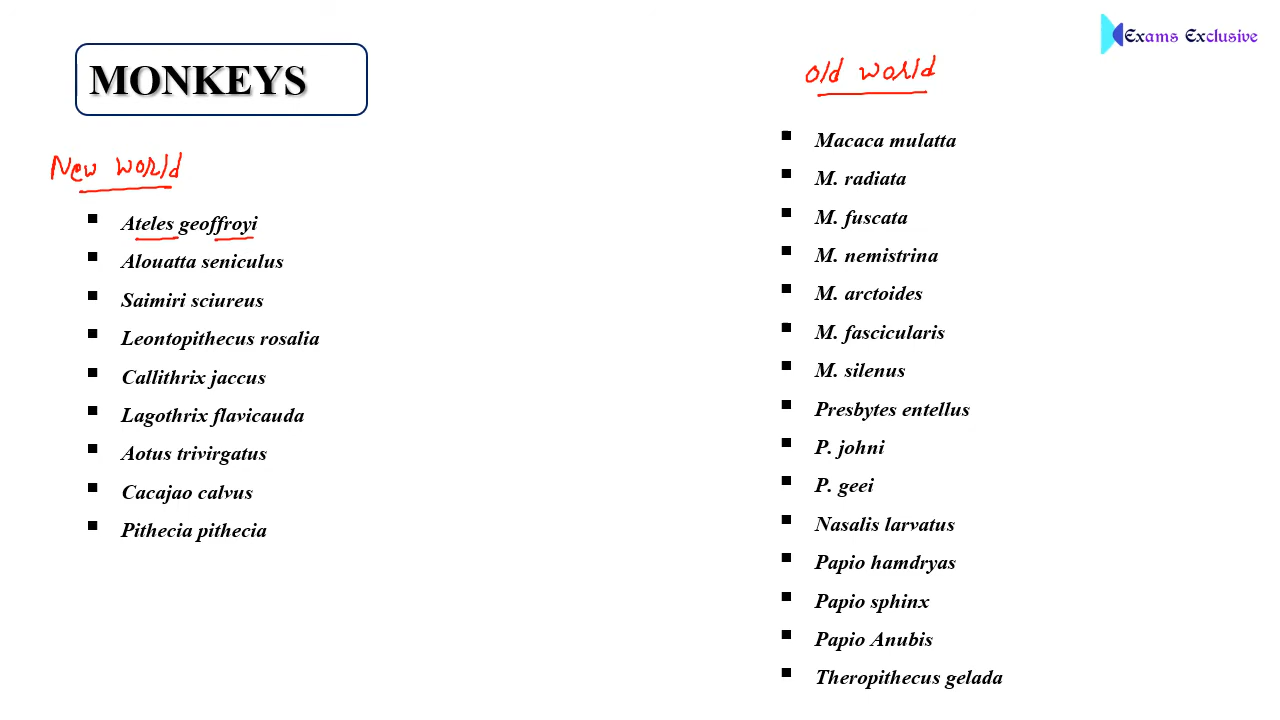 Exams Exclusive
MONKEYS
New World
Ateles geoffroyi
Alouatta seniculus
Saimiri sciureus
Leontopithecus rosalia
Callithrix jaccus
Lagothrix flavicauda
Aotus trivirgatus
Cacajao calvus
Pithecia pithecia
Old World
Macaca mulatta
M. radiata
M. fuscata
M. nemistrina
M. arctoides
M. fascicularis
M. silenus
Presbytes entellus
P. johni
P. geei
Nasalis larvatus
Papio hamdryas
Papio sphinx
Papio Anubis
Theropithecus gelada